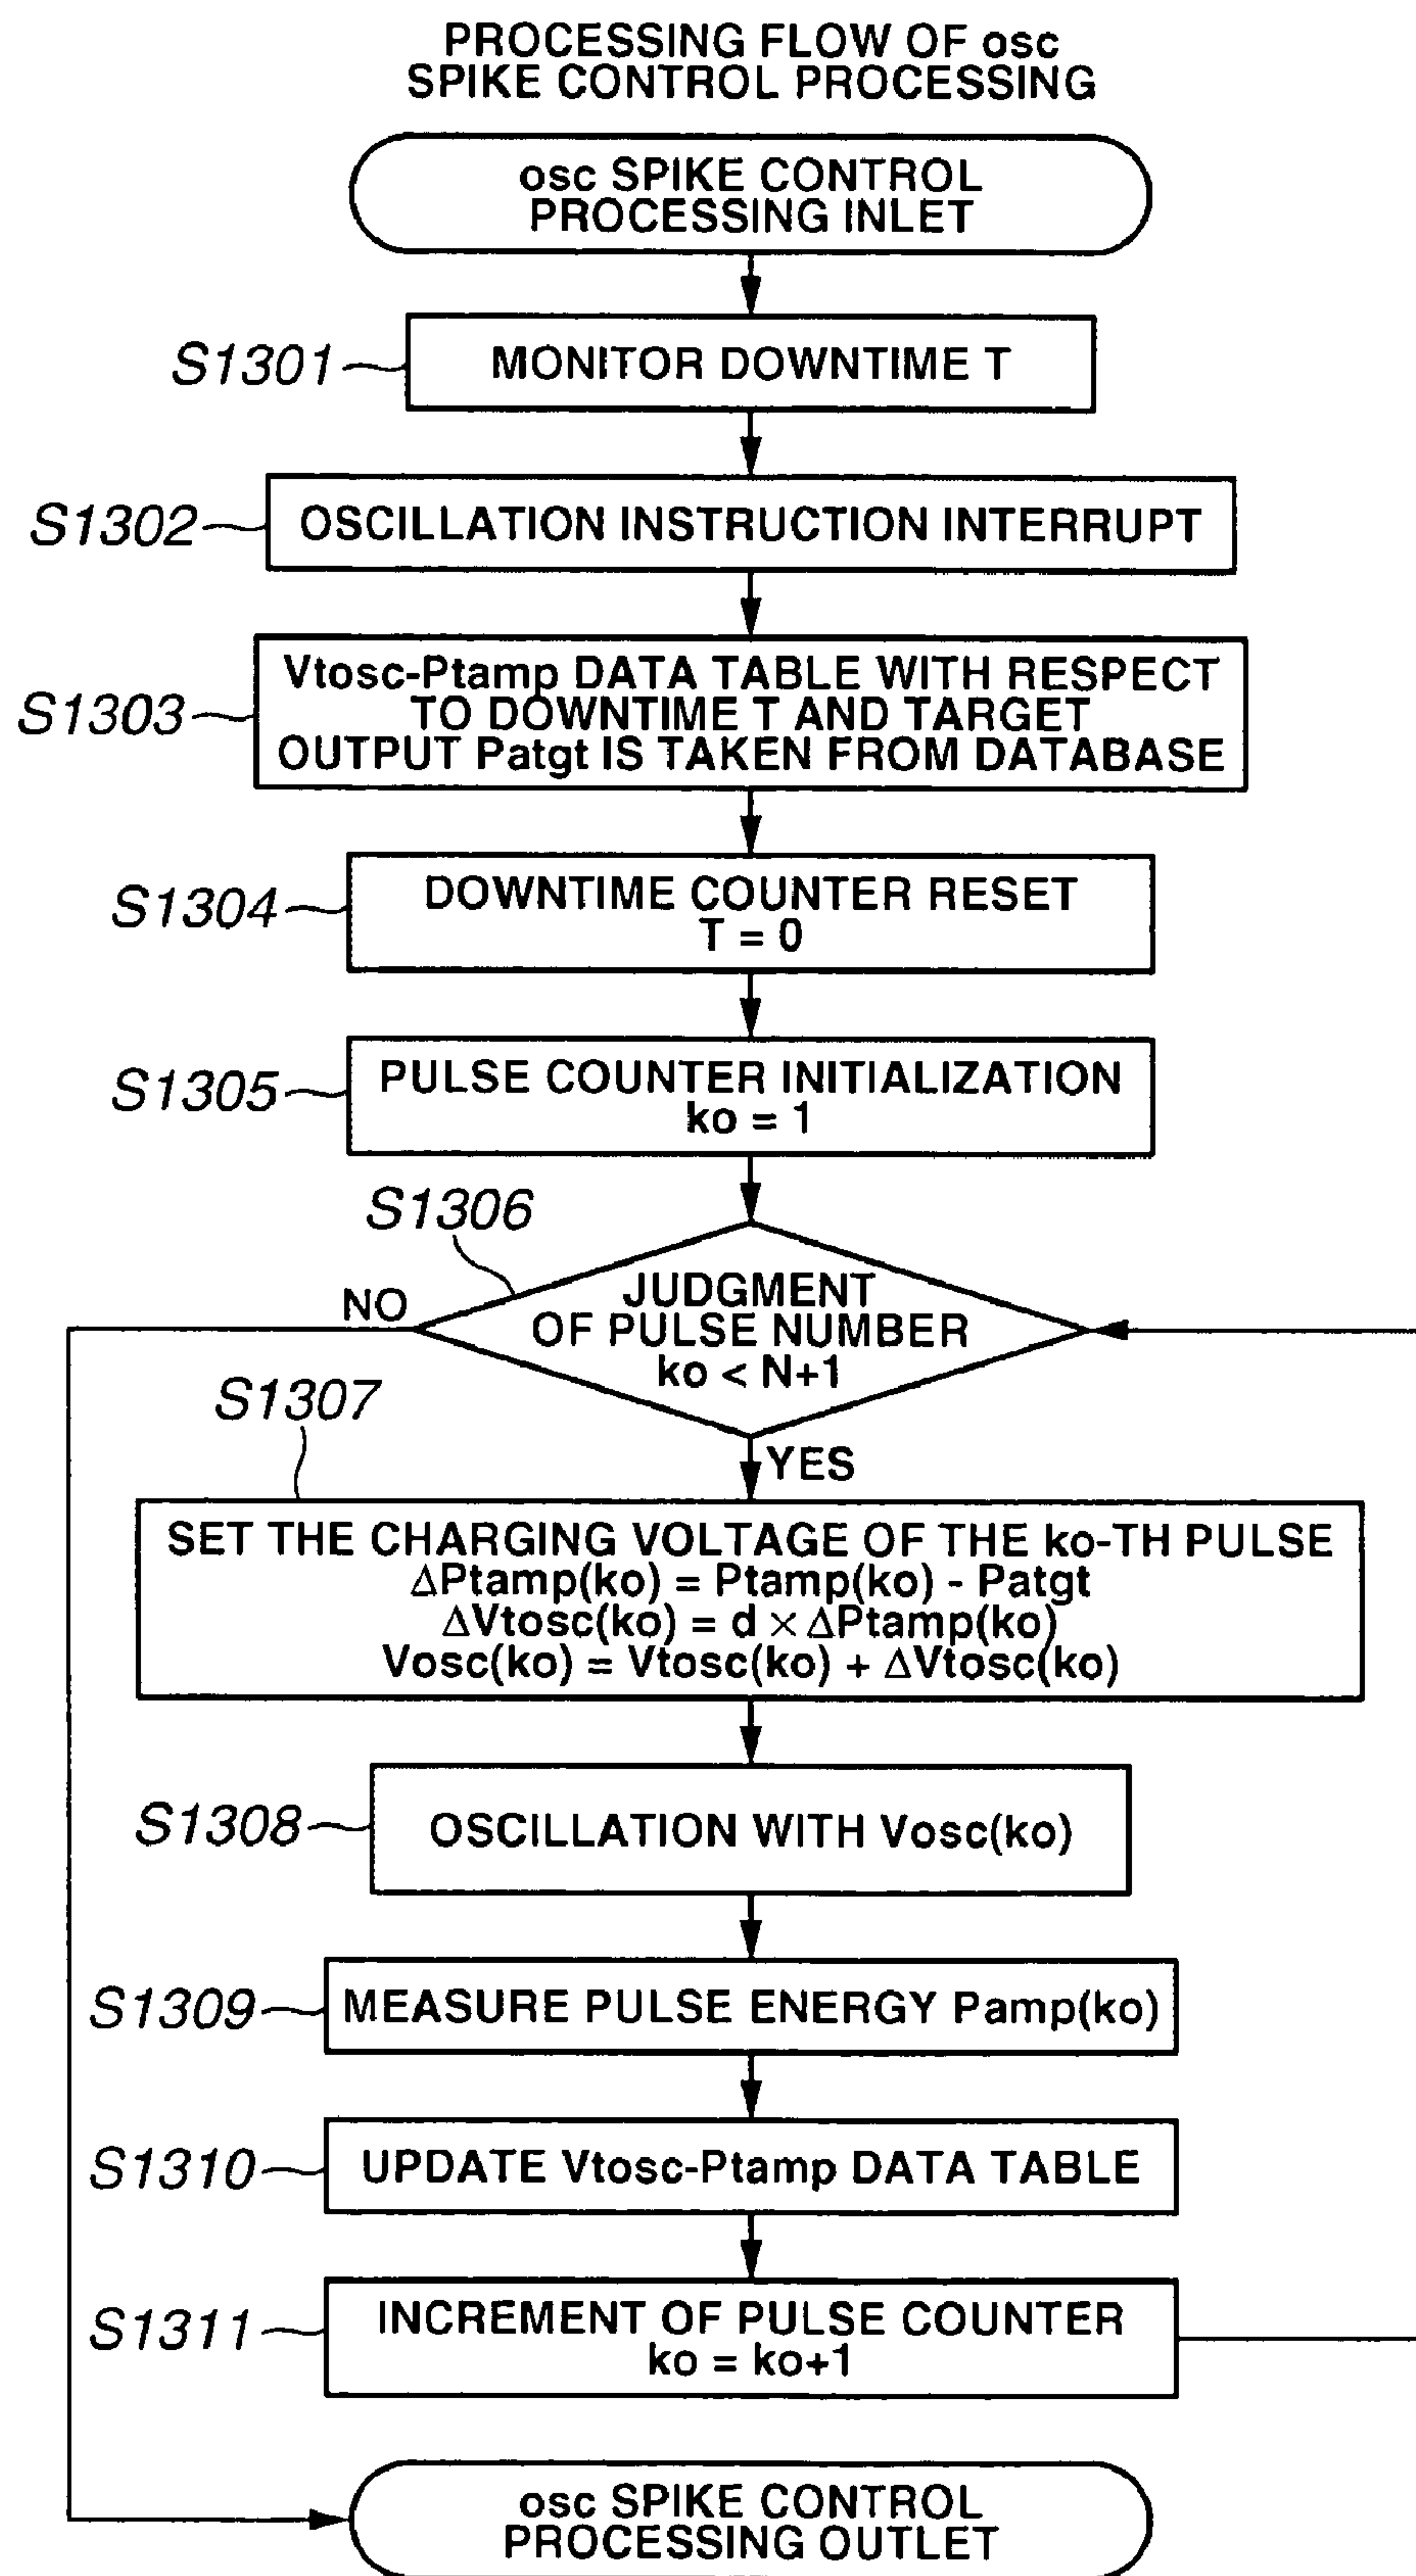 PROCESSING FLOW OF osc
SPIKE CONTROL PROCESSING
osc SPIKE CONTROL
PROCESSING INLET
S1301
MONITOR DOWNTIME T
S1302
OSCILLATION INSTRUCTION INTERRUPT
S1303
Vtosc-Ptamp DATA TABLE WITH RESPECT
TO DOWNTIME T AND TARGET
OUTPUT Patgt IS TAKEN FROM DATABASE
S1304
DOWNTIME COUNTER RESET
T = 0
S1305
PULSE COUNTER INITIALIZATION
ko = 1
S1306
JUDGMENT
OF PULSE NUMBER
ko < N+1
NO
YES
S1307
SET THE CHARGING VOLTAGE OF THE ko-TH PULSE
ΔPtamp(ko) = Ptamp(ko) - Patgt
ΔVtosc(ko) = d × ΔPtamp(ko)
Vosc(ko) = Vtosc(ko) + ΔVtosc(ko)
S1308
OSCILLATION WITH Vosc(ko)
S1309
MEASURE PULSE ENERGY Pamp(ko)
S1310
UPDATE Vtosc-Ptamp DATA TABLE
S1311
INCREMENT OF PULSE COUNTER
ko = ko+1
osc SPIKE CONTROL
PROCESSING OUTLET